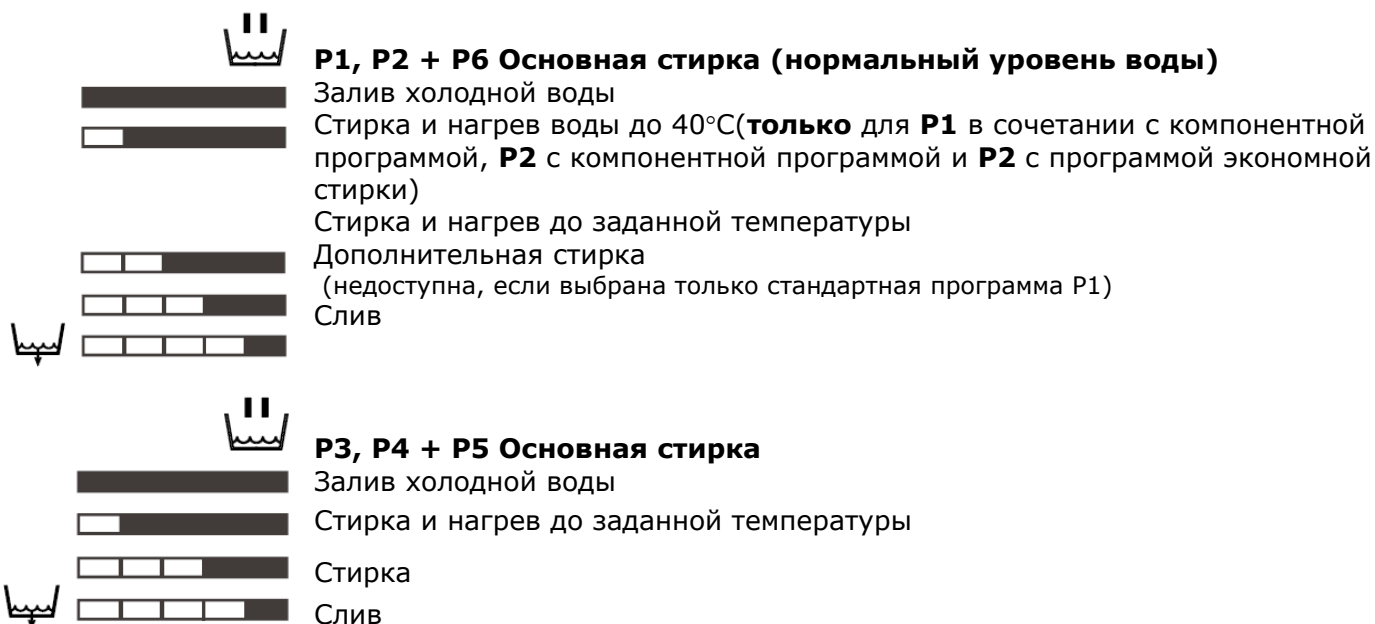 P1, P2 + P6 Основная стирка (нормальный уровень воды)
Залив холодной воды
Стирка и нагрев воды до 40°C(только для P1 в сочетании с компонентной
программой, P2 с компонентной программой и P2 с программой экономной
стирки)
Стирка и нагрев до заданной температуры
Дополнительная стирка
(недоступна, если выбрана только стандартная программа P1)
Слив
P3, P4 + P5 Основная стирка
Залив холодной воды
Стирка и нагрев до заданной температуры
Стирка
Слив